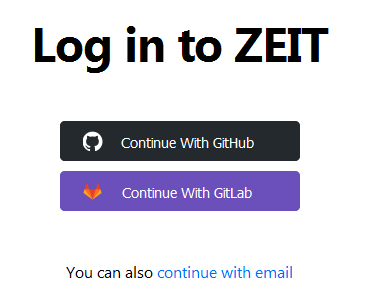 Log in to ZEIT
Continue With GitHub
Continue With GitLab
You can also continue with email